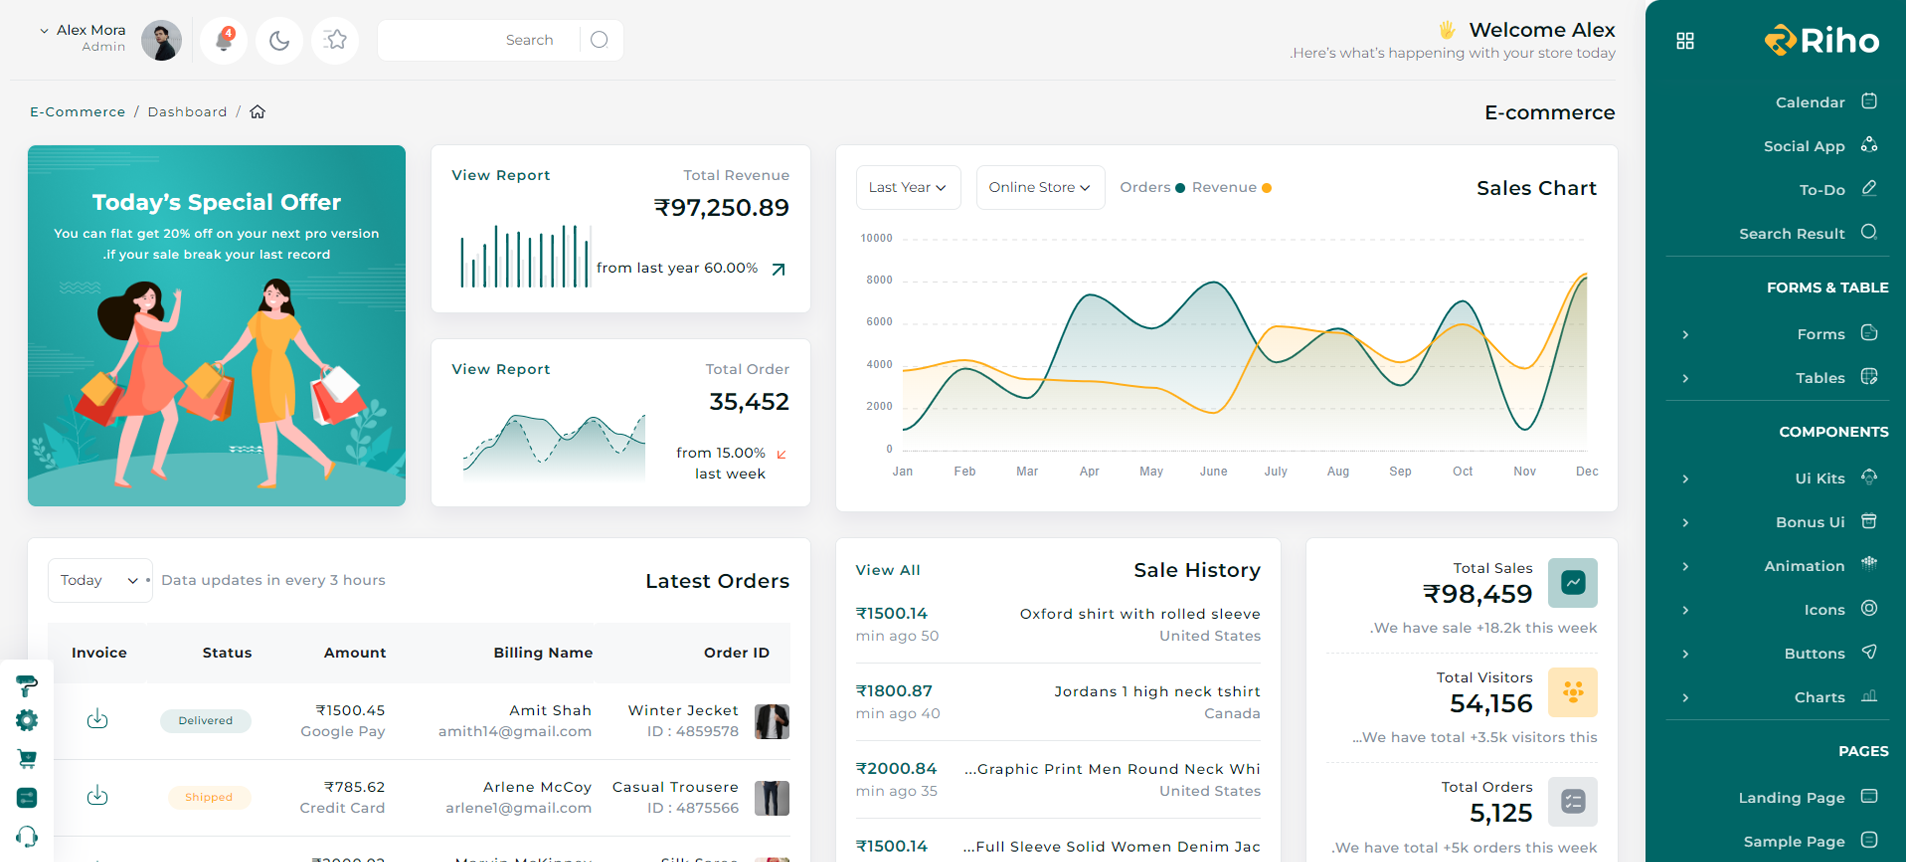 Alex Mora
Admin
4
Search
Welcome Alex
.Here's what's happening with your store today
Riho
E-Commerce / Dashboard /
E-commerce
Today's Special Offer
You can flat get 20% off on your next pro version
.if your sale break your last record
View Report
Total Revenue
₹97,250.89
from last year 60.00%
View Report
Total Order
35,452
from 15.00%
last week
Last Year
Online Store
Orders
Revenue
Sales Chart
10000
8000
6000
4000
2000
0
Jan Feb Mar Apr May June July Aug Sep Oct Nov Dec
Today
Data updates in every 3 hours
Latest Orders
Invoice Status Amount Billing Name Order ID
Delivered
₹1500.45
Google Pay
Amit Shah
amith14@gmail.com
Winter Jecket
ID : 4859578
Shipped
₹785.62
Credit Card
Arlene McCoy
arlene1@gmail.com
Casual Trousere
ID : 4875566
View All
Sale History
₹1500.14
min ago 50
Oxford shirt with rolled sleeve
United States
₹1800.87
min ago 40
Jordans 1 high neck tshirt
Canada
₹2000.84
min ago 35
...Graphic Print Men Round Neck Whi
United States
₹1500.14
...Full Sleeve Solid Women Denim Jac
Total Sales
₹98,459
.We have sale +18.2k this week
Total Visitors
54,156
...We have total +3.5k visitors this
Total Orders
5,125
.We have total +5k orders this week
Calendar
Social App
To-Do
Search Result
FORMS & TABLE
Forms
Tables
COMPONENTS
Ui Kits
Bonus Ui
Animation
Icons
Buttons
Charts
PAGES
Landing Page
Sample Page